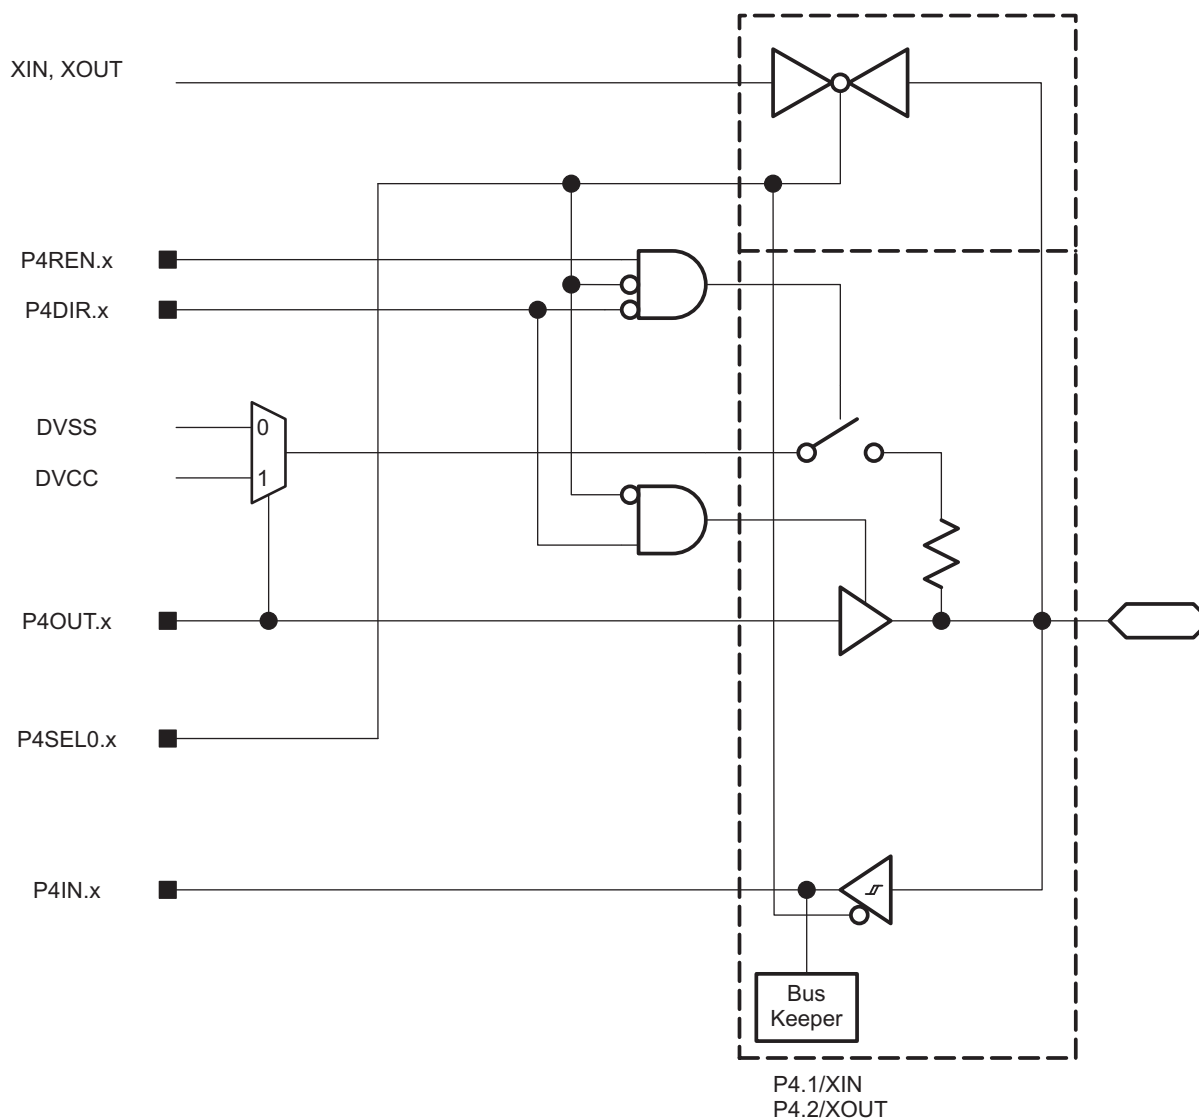 XIN, XOUT
P4REN.x
P4DIR.x
DVSS
0
DVCC
1
P4OUT.x
P4SEL0.x
P4IN.x
Bus
Keeper
P4.1/XIN
P4.2/XOUT